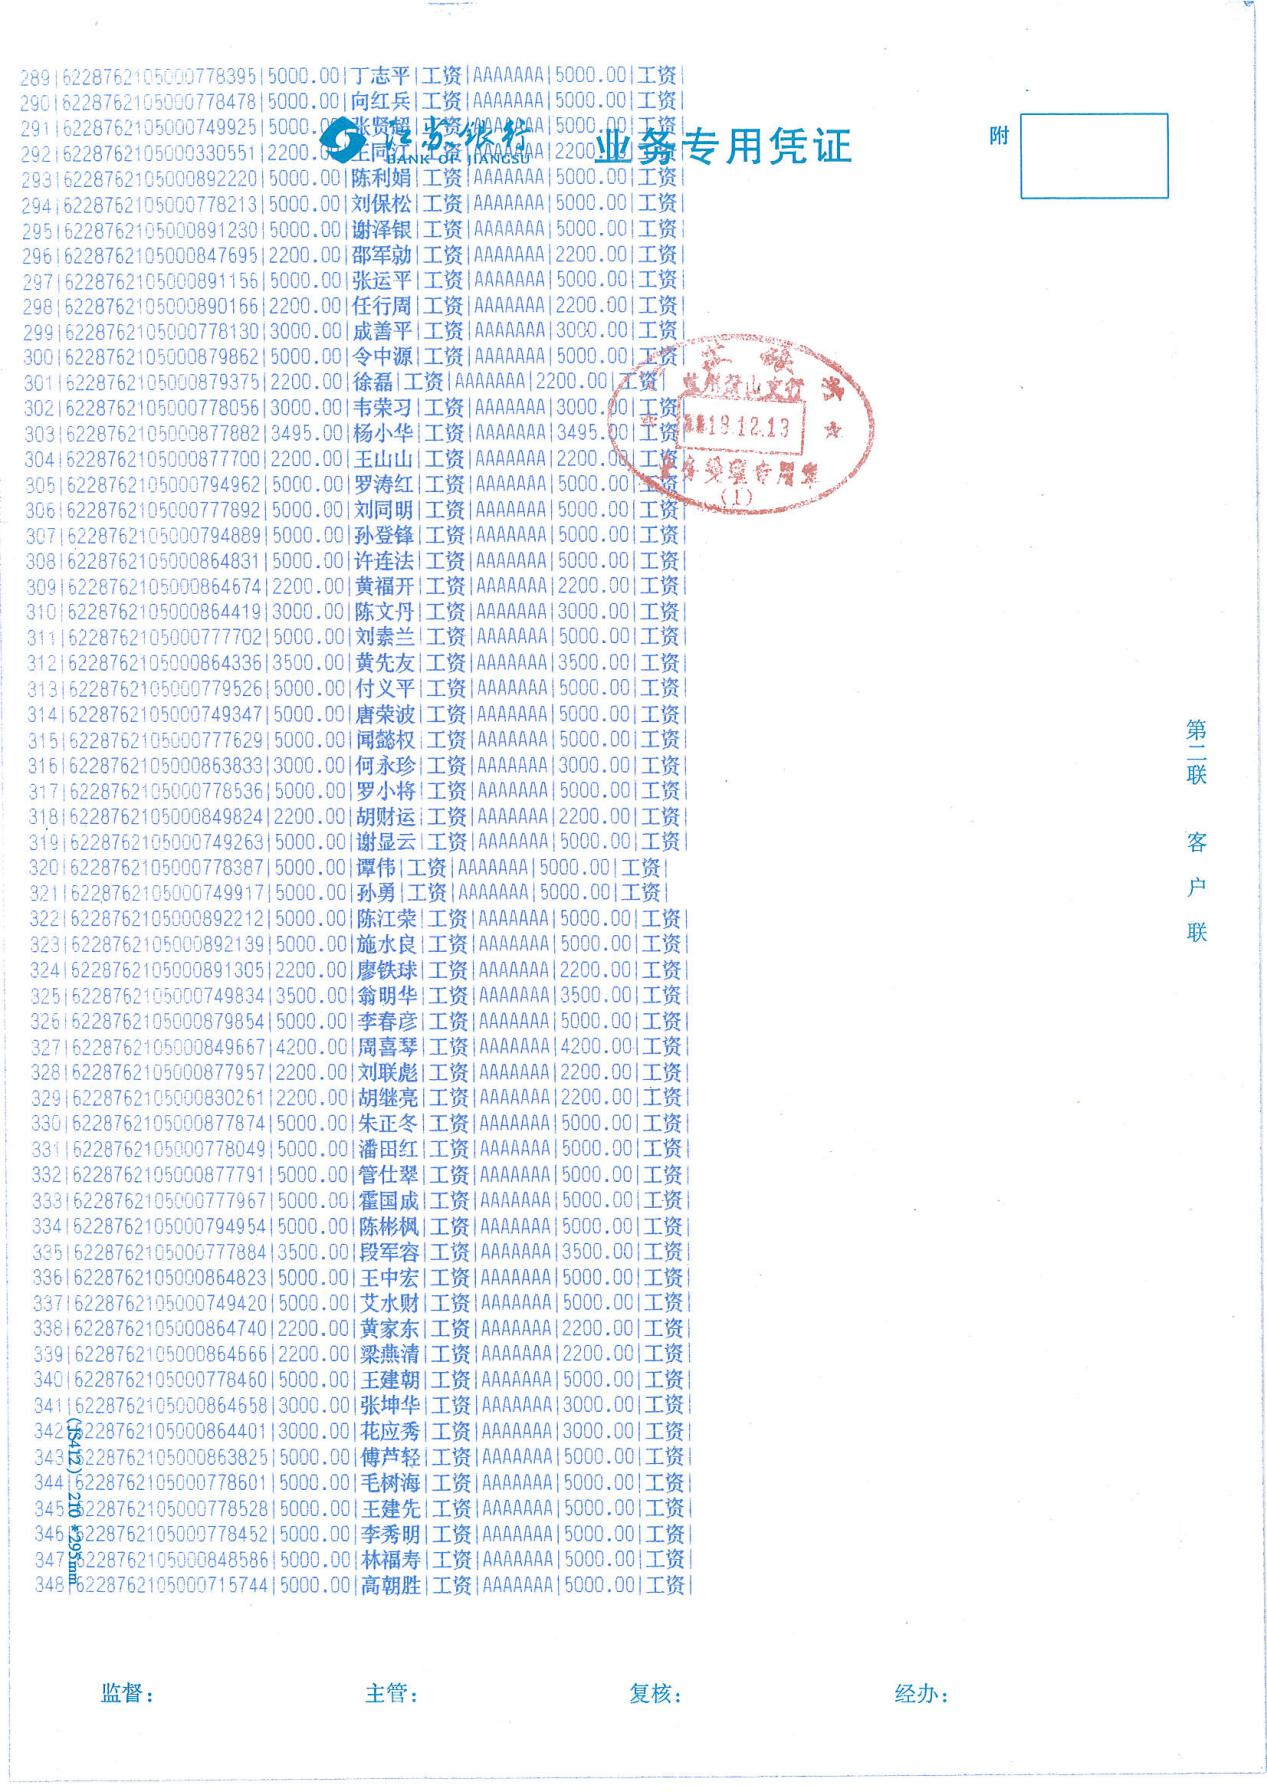 289|6228762105000778395|5000.00|丁志平|工资|AAAAAAA|5000.00|工资|
290|6228762105000778478|5000.00|向红兵|工资|AAAAAAA|5000.00|工资|
291|6228762105000749925|5000.00|张贤超|工资|AAAAAAA|5000.00|工资|
江苏银行
BANK OF JIANGSU
业务专用凭证
附
292|6228762105000330551|2200.00|王同江|工资|AAAAAAA|2200.00|工资|
293|6228762105000892220|5000.00|陈利娟|工资|AAAAAAA|5000.00|工资|
294|6228762105000778213|5000.00|刘保松|工资|AAAAAAA|5000.00|工资|
295|6228762105000891230|5000.00|谢泽银|工资|AAAAAAA|5000.00|工资|
296|6228762105000847695|2200.00|邵军勍|工资|AAAAAAA|2200.00|工资|
297|6228762105000891156|5000.00|张运平|工资|AAAAAAA|5000.00|工资|
298|6228762105000890166|2200.00|任行周|工资|AAAAAAA|2200.00|工资|
299|6228762105000778130|3000.00|成善平|工资|AAAAAAA|3000.00|工资|
300|6228762105000879862|5000.00|令中源|工资|AAAAAAA|5000.00|工资|
301|6228762105000879375|2200.00|徐磊|工资|AAAAAAA|2200.00|工资|
302|6228762105000778056|3000.00|韦荣习|工资|AAAAAAA|3000.00|工资|
303|6228762105000877882|3495.00|杨小华|工资|AAAAAAA|3495.00|工资|
304|6228762105000877700|2200.00|王山山|工资|AAAAAAA|2200.00|工资|
305|6228762105000794962|5000.00|罗涛红|工资|AAAAAAA|5000.00|工资|
306|6228762105000777892|5000.00|刘同明|工资|AAAAAAA|5000.00|工资|
18.12.13
业务受理专用章
(1)
307|6228762105000794889|5000.00|孙登锋|工资|AAAAAAA|5000.00|工资|
308|6228762105000864831|5000.00|许连法|工资|AAAAAAA|5000.00|工资|
309|6228762105000864674|2200.00|黄福开|工资|AAAAAAA|2200.00|工资|
310|6228762105000864419|3000.00|陈文丹|工资|AAAAAAA|3000.00|工资|
311|6228762105000777702|5000.00|刘素兰|工资|AAAAAAA|5000.00|工资|
312|6228762105000864336|3500.00|黄先友|工资|AAAAAAA|3500.00|工资|
313|6228762105000779526|5000.00|付义平|工资|AAAAAAA|5000.00|工资|
314|6228762105000749347|5000.00|唐荣波|工资|AAAAAAA|5000.00|工资|
315|6228762105000777629|5000.00|闻懿权|工资|AAAAAAA|5000.00|工资|
316|6228762105000863833|3000.00|何永珍|工资|AAAAAAA|3000.00|工资|
317|6228762105000778536|5000.00|罗小将|工资|AAAAAAA|5000.00|工资|
318|6228762105000849824|2200.00|胡财运|工资|AAAAAAA|2200.00|工资|
319|6228762105000749263|5000.00|谢显云|工资|AAAAAAA|5000.00|工资|
320|6228762105000778387|5000.00|谭伟|工资|AAAAAAA|5000.00|工资|
321|6228762105000749917|5000.00|孙勇|工资|AAAAAAA|5000.00|工资|
322|6228762105000892212|5000.00|陈江荣|工资|AAAAAAA|5000.00|工资|
323|6228762105000892139|5000.00|施水良|工资|AAAAAAA|5000.00|工资|
324|6228762105000891305|2200.00|廖铁球|工资|AAAAAAA|2200.00|工资|
325|6228762105000749834|3500.00|翁明华|工资|AAAAAAA|3500.00|工资|
326|6228762105000879854|5000.00|李春彦|工资|AAAAAAA|5000.00|工资|
327|6228762105000849667|4200.00|周喜琴|工资|AAAAAAA|4200.00|工资|
328|6228762105000877957|2200.00|刘联彪|工资|AAAAAAA|2200.00|工资|
329|6228762105000830261|2200.00|胡继亮|工资|AAAAAAA|2200.00|工资|
330|6228762105000877874|5000.00|朱正冬|工资|AAAAAAA|5000.00|工资|
331|6228762105000778049|5000.00|潘田红|工资|AAAAAAA|5000.00|工资|
332|6228762105000877791|5000.00|管仕翠|工资|AAAAAAA|5000.00|工资|
333|6228762105000777967|5000.00|霍国成|工资|AAAAAAA|5000.00|工资|
334|6228762105000794954|5000.00|陈彬枫|工资|AAAAAAA|5000.00|工资|
335|6228762105000777884|3500.00|段军容|工资|AAAAAAA|3500.00|工资|
336|6228762105000864823|5000.00|王中宏|工资|AAAAAAA|5000.00|工资|
337|6228762105000749420|5000.00|艾水财|工资|AAAAAAA|5000.00|工资|
338|6228762105000864740|2200.00|黄家东|工资|AAAAAAA|2200.00|工资|
339|6228762105000864666|2200.00|梁燕清|工资|AAAAAAA|2200.00|工资|
340|6228762105000778460|5000.00|王建朝|工资|AAAAAAA|5000.00|工资|
341|6228762105000864658|3000.00|张坤华|工资|AAAAAAA|3000.00|工资|
342|6228762105000864401|3000.00|花应秀|工资|AAAAAAA|3000.00|工资|
343|6228762105000863825|5000.00|傅芦轻|工资|AAAAAAA|5000.00|工资|
344|6228762105000778601|5000.00|毛树海|工资|AAAAAAA|5000.00|工资|
345|6228762105000778528|5000.00|王建先|工资|AAAAAAA|5000.00|工资|
346|6228762105000778452|5000.00|李秀明|工资|AAAAAAA|5000.00|工资|
347|6228762105000848586|5000.00|林福寿|工资|AAAAAAA|5000.00|工资|
348|6228762105000715744|5000.00|高朝胜|工资|AAAAAAA|5000.00|工资|
(JS412) 210*295mm
第二联 客户联
监督： 主管： 复核： 经办：